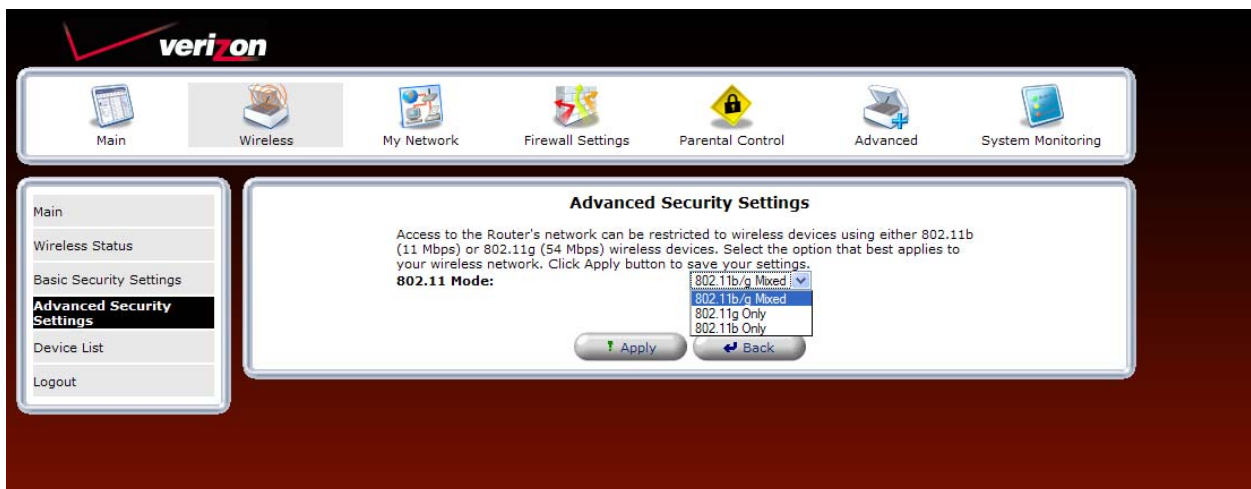 verizon
Main
Wireless
My Network
Firewall Settings
Parental Control
Advanced
System Monitoring
Main
Wireless Status
Basic Security Settings
Advanced Security
Settings
Device List
Logout
Advanced Security Settings
Access to the Router's network can be restricted to wireless devices using either 802.11b
(11 Mbps) or 802.11g (54 Mbps) wireless devices. Select the option that best applies to
your wireless network. Click Apply button to save your settings.
802.11 Mode:
802.11b/g Mixed
802.11b/g Mixed
802.11g Only
802.11b Only
Apply
Back